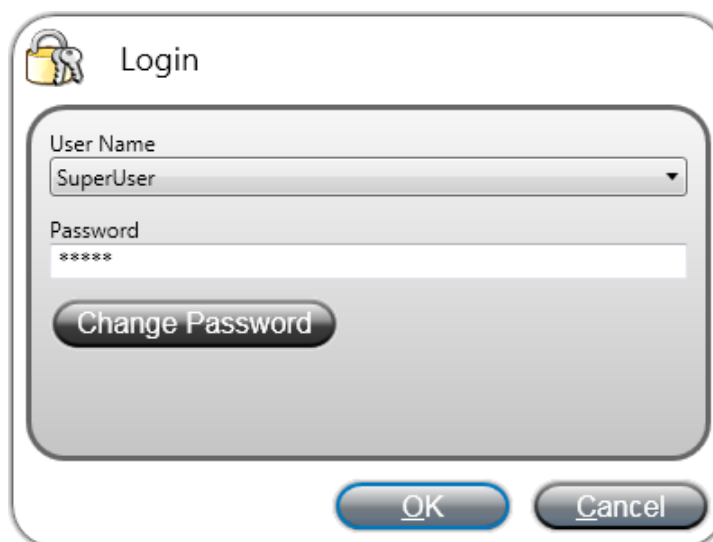 Login
User Name
SuperUser
Password
*****
Change Password
OK
Cancel